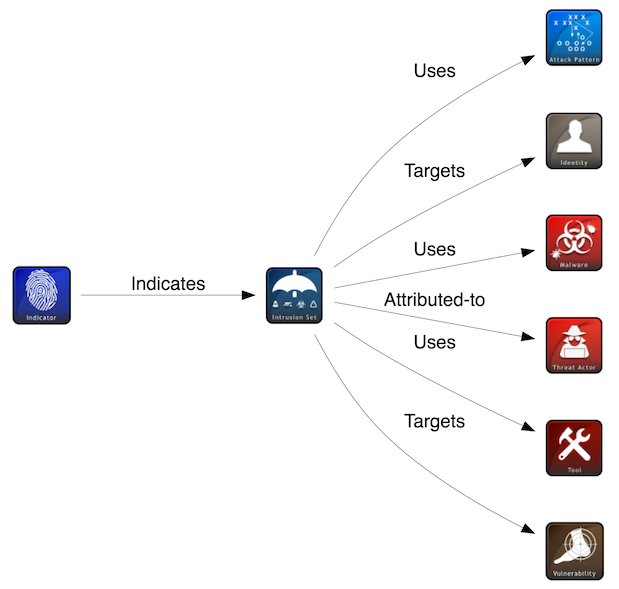 Uses
Attack Pattern
Targets
Identity
Uses
Malware
Indicates
Indicator
Intrusion Set
Attributed-to
Threat Actor
Uses
Tool
Targets
Vulnerability
X X X
X X X X
X
O
O O O O
O O O